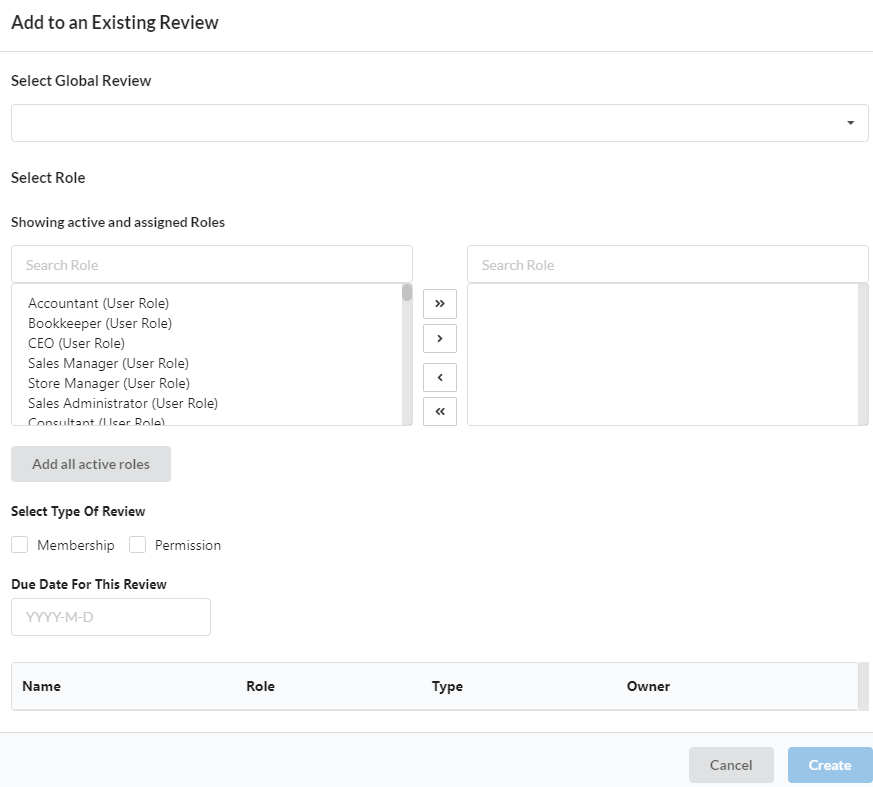 Add to an Existing Review
Select Global Review
Select Role
Showing active and assigned Roles
Search Role
Search Role
Accountant (User Role)
Bookkeeper (User Role)
CEO (User Role)
Sales Manager (User Role)
Store Manager (User Role)
Sales Administrator (User Role)
Consultant (User Role)
»
›
‹
«
Add all active roles
Select Type Of Review
Membership Permission
Due Date For This Review
YYYY-M-D
Name Role Type Owner
Cancel Create